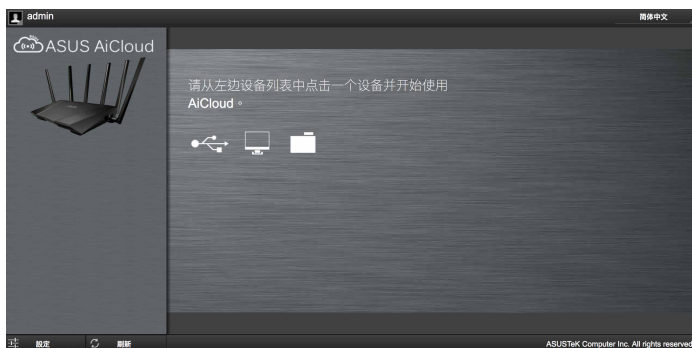 admin
简体中文
ASUS AiCloud
请从左边设备列表中点击一个设备并开始使用
AiCloud。
設定
刷新
ASUSTeK Computer Inc. All rights reserved